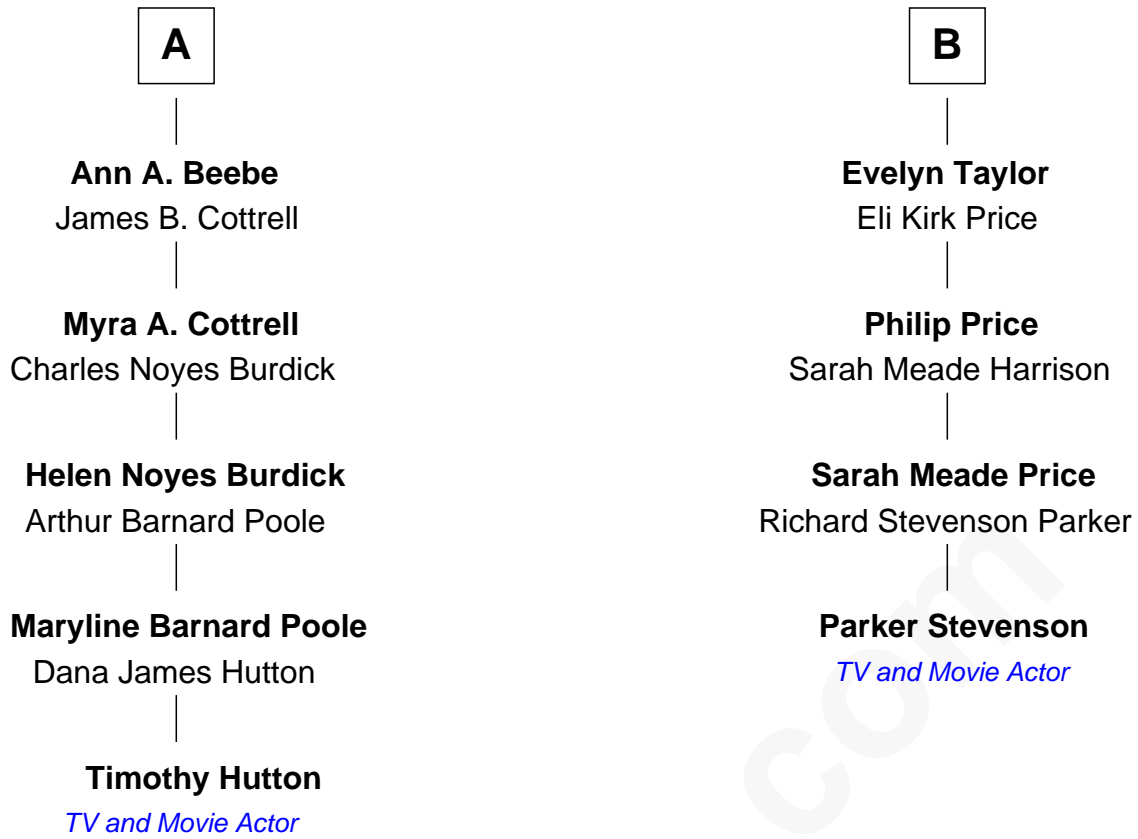 A
Ann A. Beebe
James B. Cottrell
Myra A. Cottrell
Charles Noyes Burdick
Helen Noyes Burdick
Arthur Barnard Poole
Maryline Barnard Poole
Dana James Hutton
Timothy Hutton
TV and Movie Actor
B
Evelyn Taylor
Eli Kirk Price
Philip Price
Sarah Meade Harrison
Sarah Meade Price
Richard Stevenson Parker
Parker Stevenson
TV and Movie Actor
com